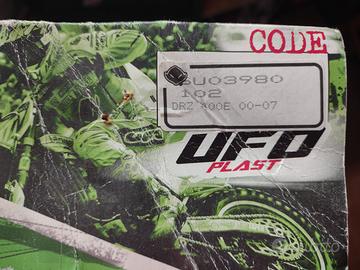 CODE
SU03980
102
DRZ 400E 00-07
UFO
PLAST